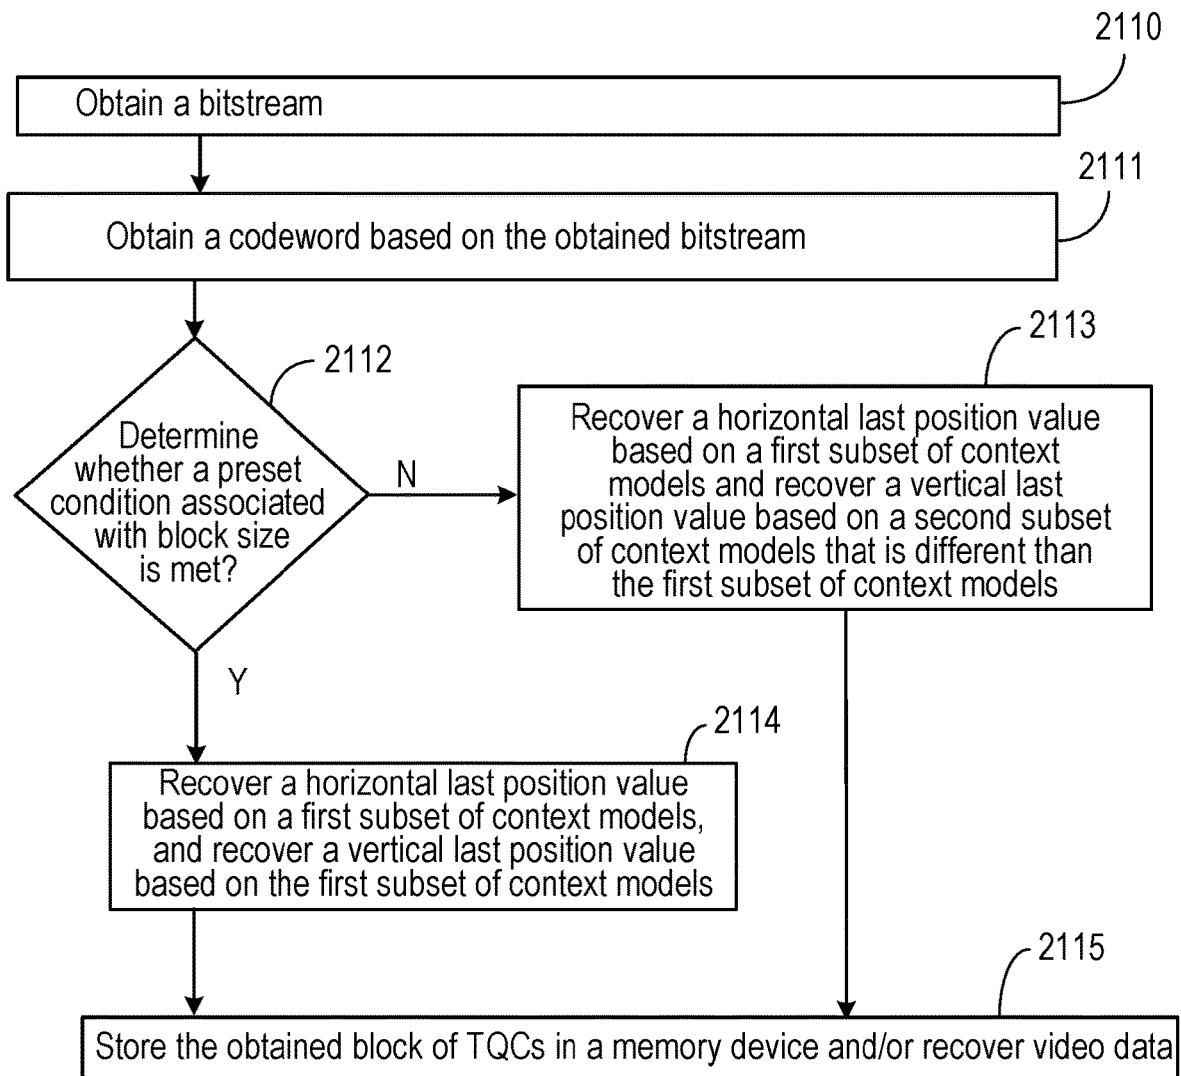 2110
Obtain a bitstream
2111
Obtain a codeword based on the obtained bitstream
2112
Determine
whether a preset
condition associated
with block size
is met?
N
2113
Recover a horizontal last position value
based on a first subset of context
models and recover a vertical last
position value based on a second subset
of context models that is different than
the first subset of context models
Y
2114
Recover a horizontal last position value
based on a first subset of context models,
and recover a vertical last position value
based on the first subset of context models
2115
Store the obtained block of TQCs in a memory device and/or recover video data